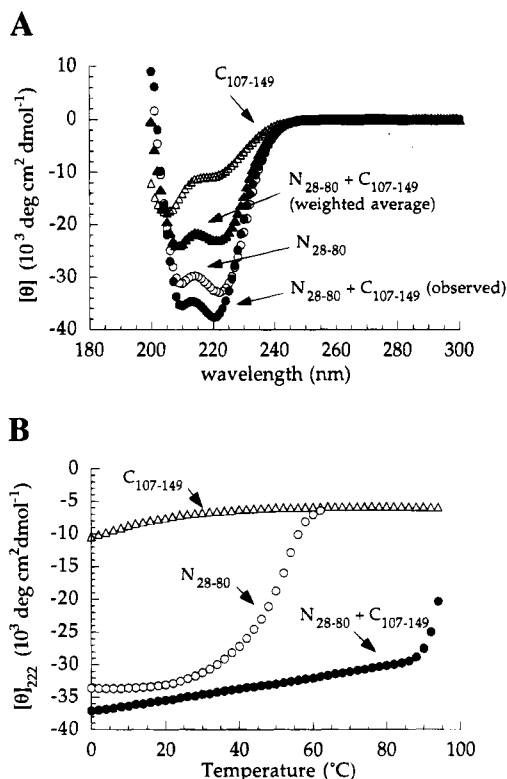 A
10
0
-10
-20
-30
-40
[θ] (10³ deg cm² dmol⁻¹)
C₁₀₇₋₁₄₉
N₂₈₋₈₀ + C₁₀₇₋₁₄₉
(weighted average)
N₂₈₋₈₀
N₂₈₋₈₀ + C₁₀₇₋₁₄₉ (observed)
180 200 220 240 260 280 300
wavelength (nm)
B
0
-5
-10
-15
-20
-25
-30
-35
-40
[θ]₂₂₂ (10³ deg cm²dmol⁻¹)
C₁₀₇₋₁₄₉
N₂₈₋₈₀
N₂₈₋₈₀ + C₁₀₇₋₁₄₉
0 20 40 60 80 100
Temperature (°C)